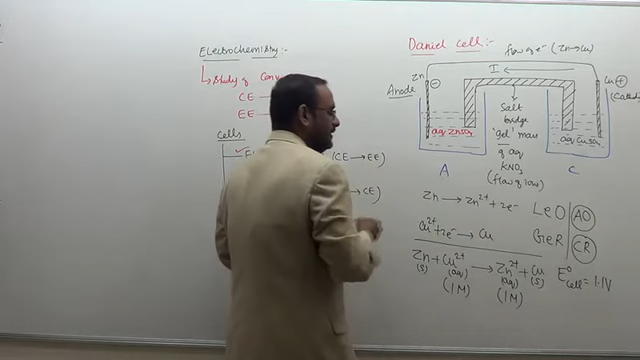 Electrochemistry:-
Study of Conv
CE
EE
Cells
(CE → EE)
→ CE)
Daniel cell:-
flow of e⁻ (Zn → Cu)
I
Zn
Cu
Anode
(Cathode
aq ZnSO₄
aq CuSO₄
Salt
bridge
'gel' mass
of aq
KNO₃
(flow of ions)
A
C
Zn → Zn²⁺ + 2e⁻
Cu²⁺ + 2e⁻ → Cu
Zn + Cu²⁺ → Zn²⁺ + Cu
(s) (aq) (aq) (s)
(1M) (1M)
LeO AO
GeR CR
E°cell = 1.1V